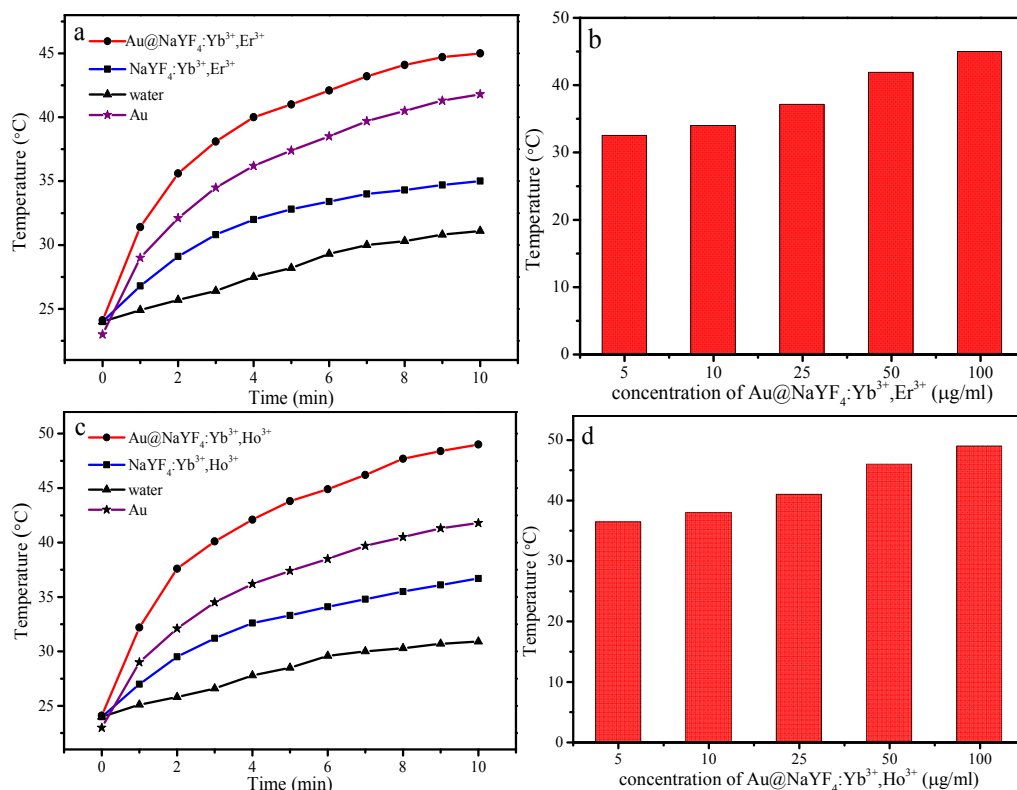 a
Au@NaYF₄:Yb³⁺,Er³⁺
NaYF₄:Yb³⁺,Er³⁺
water
Au
45
40
35
30
25
Temperature (°C)
0
2
4
6
8
10
Time (min)
b
50
40
30
20
10
0
Temperature (°C)
5
10
25
50
100
concentration of Au@NaYF₄:Yb³⁺,Er³⁺ (μg/ml)
c
Au@NaYF₄:Yb³⁺,Ho³⁺
NaYF₄:Yb³⁺,Ho³⁺
water
Au
50
45
40
35
30
25
Temperature (°C)
0
2
4
6
8
10
Time (min)
d
50
40
30
20
10
0
Temperature (°C)
5
10
25
50
100
concentration of Au@NaYF₄:Yb³⁺,Ho³⁺ (μg/ml)